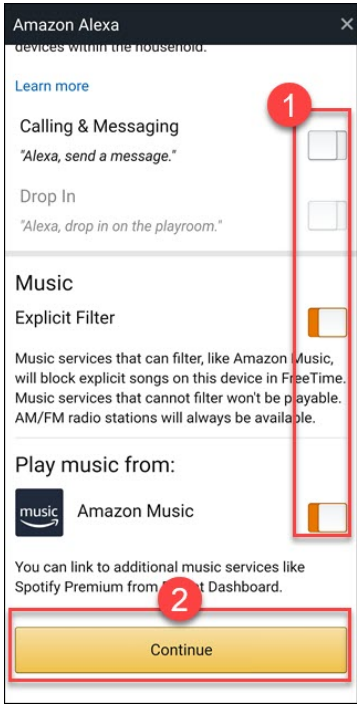 Amazon Alexa ×
devices within the household.
Learn more
1
Calling & Messaging
"Alexa, send a message."
Drop In
"Alexa, drop in on the playroom."
Music
Explicit Filter
Music services that can filter, like Amazon Music,
will block explicit songs on this device in FreeTime.
Music services that cannot filter won't be playable.
AM/FM radio stations will always be available.
Play music from:
music Amazon Music
You can link to additional music services like
Spotify Premium from t Dashboard.
2
Continue